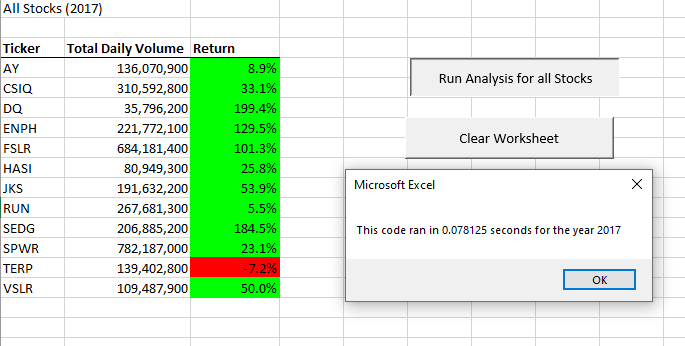 All Stocks (2017)
Ticker Total Daily Volume Return
AY 136,070,900 8.9%
CSIQ 310,592,800 33.1%
DQ 35,796,200 199.4%
ENPH 221,772,100 129.5%
FSLR 684,181,400 101.3%
HASI 80,949,300 25.8%
JKS 191,632,200 53.9%
RUN 267,681,300 5.5%
SEDG 206,885,200 184.5%
SPWR 782,187,000 23.1%
TERP 139,402,800 -7.2%
VSLR 109,487,900 50.0%
Run Analysis for all Stocks
Clear Worksheet
Microsoft Excel
This code ran in 0.078125 seconds for the year 2017
OK